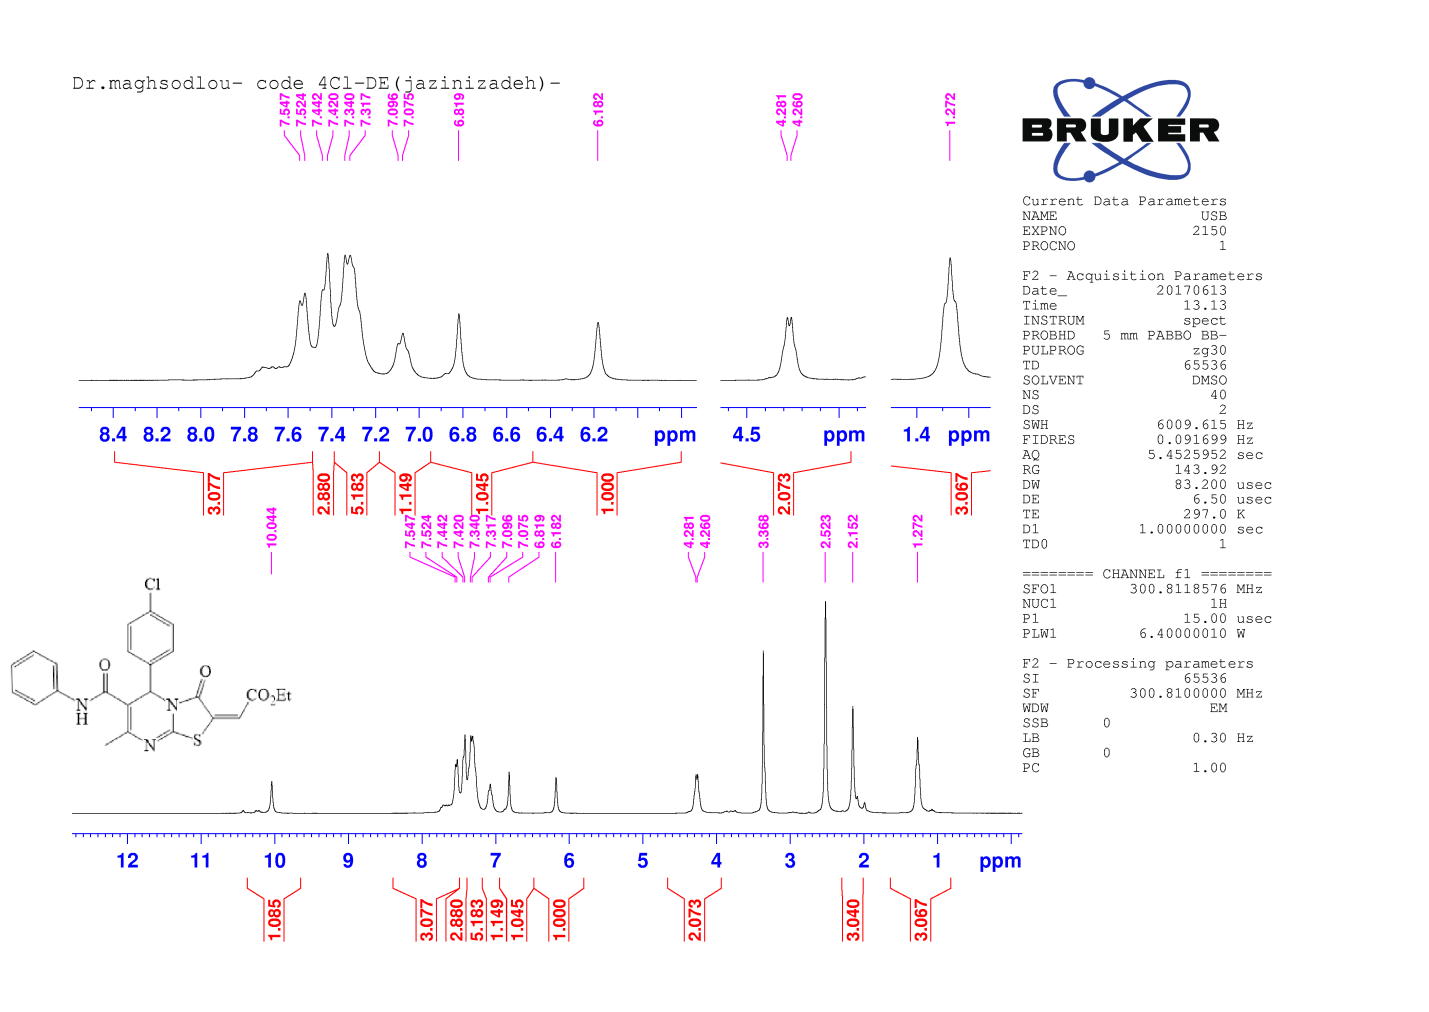 Dr.maghsodlou- code 4Cl-DE(jazinizadeh)-
7.547
7.524
7.442
7.420
7.340
7.317
7.096
7.075
6.819
6.182
4.281
4.260
1.272
BRUKER
Current Data Parameters
NAME USB
EXPNO 2150
PROCNO 1
F2 - Acquisition Parameters
Date_ 20170613
Time 13.13
INSTRUM spect
PROBHD 5 mm PABBO BB-
PULPROG zg30
TD 65536
SOLVENT DMSO
NS 40
DS 2
SWH 6009.615 Hz
FIDRES 0.091699 Hz
AQ 5.4525952 sec
RG 143.92
DW 83.200 usec
DE 6.50 usec
TE 297.0 K
D1 1.00000000 sec
TD0 1
======== CHANNEL f1 ========
SFO1 300.8118576 MHz
NUC1 1H
P1 15.00 usec
PLW1 6.40000010 W
F2 - Processing parameters
SI 65536
SF 300.8100000 MHz
WDW EM
SSB 0
LB 0.30 Hz
GB 0
PC 1.00
8.4 8.2 8.0 7.8 7.6 7.4 7.2 7.0 6.8 6.6 6.4 6.2 ppm
4.5 ppm
1.4 ppm
3.077
2.880
5.183
1.149
1.045
1.000
2.073
3.067
10.044
7.547
7.524
7.442
7.420
7.340
7.317
7.096
7.075
6.819
6.182
4.281
4.260
3.368
2.523
2.152
1.272
Cl
O
O
N
H
N
CO2Et
N
S
12 11 10 9 8 7 6 5 4 3 2 1 ppm
1.085
3.077
2.880
5.183
1.149
1.045
1.000
2.073
3.040
3.067